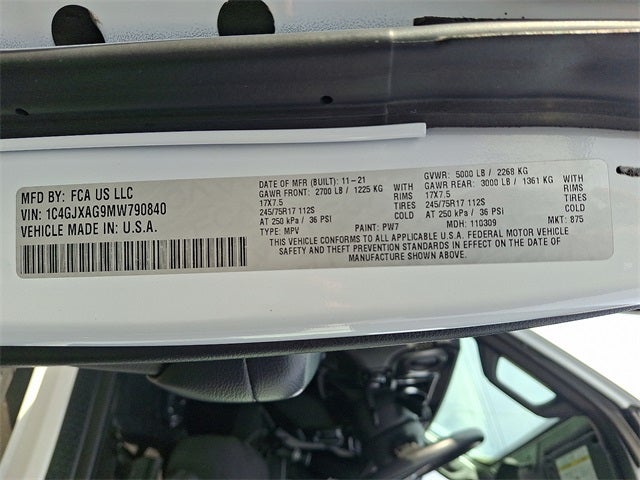 MFD BY: FCA US LLC
VIN: 1C4GJXAG9MW790840
VEHICLE MADE IN: U.S.A.
DATE OF MFR (BUILT): 11-21
GAWR FRONT: 2700 LB / 1225 KG WITH
17X7.5 RIMS
245/75R17 112S TIRES
AT 250 kPa / 36 PSI
TYPE: MPV PAINT: PW7
GVWR: 5000 LB / 2268 KG
GAWR REAR: 3000 LB / 1361 KG WITH
17X7.5 RIMS
245/75R17 112S TIRES
AT 250 kPa / 36 PSI
MDH: 110309 MKT: 875
THIS VEHICLE CONFORMS TO ALL APPLICABLE U.S.A. FEDERAL MOTOR VEHICLE
SAFETY AND THEFT PREVENTION STANDARDS IN EFFECT ON THE DATE OF
MANUFACTURE SHOWN ABOVE.